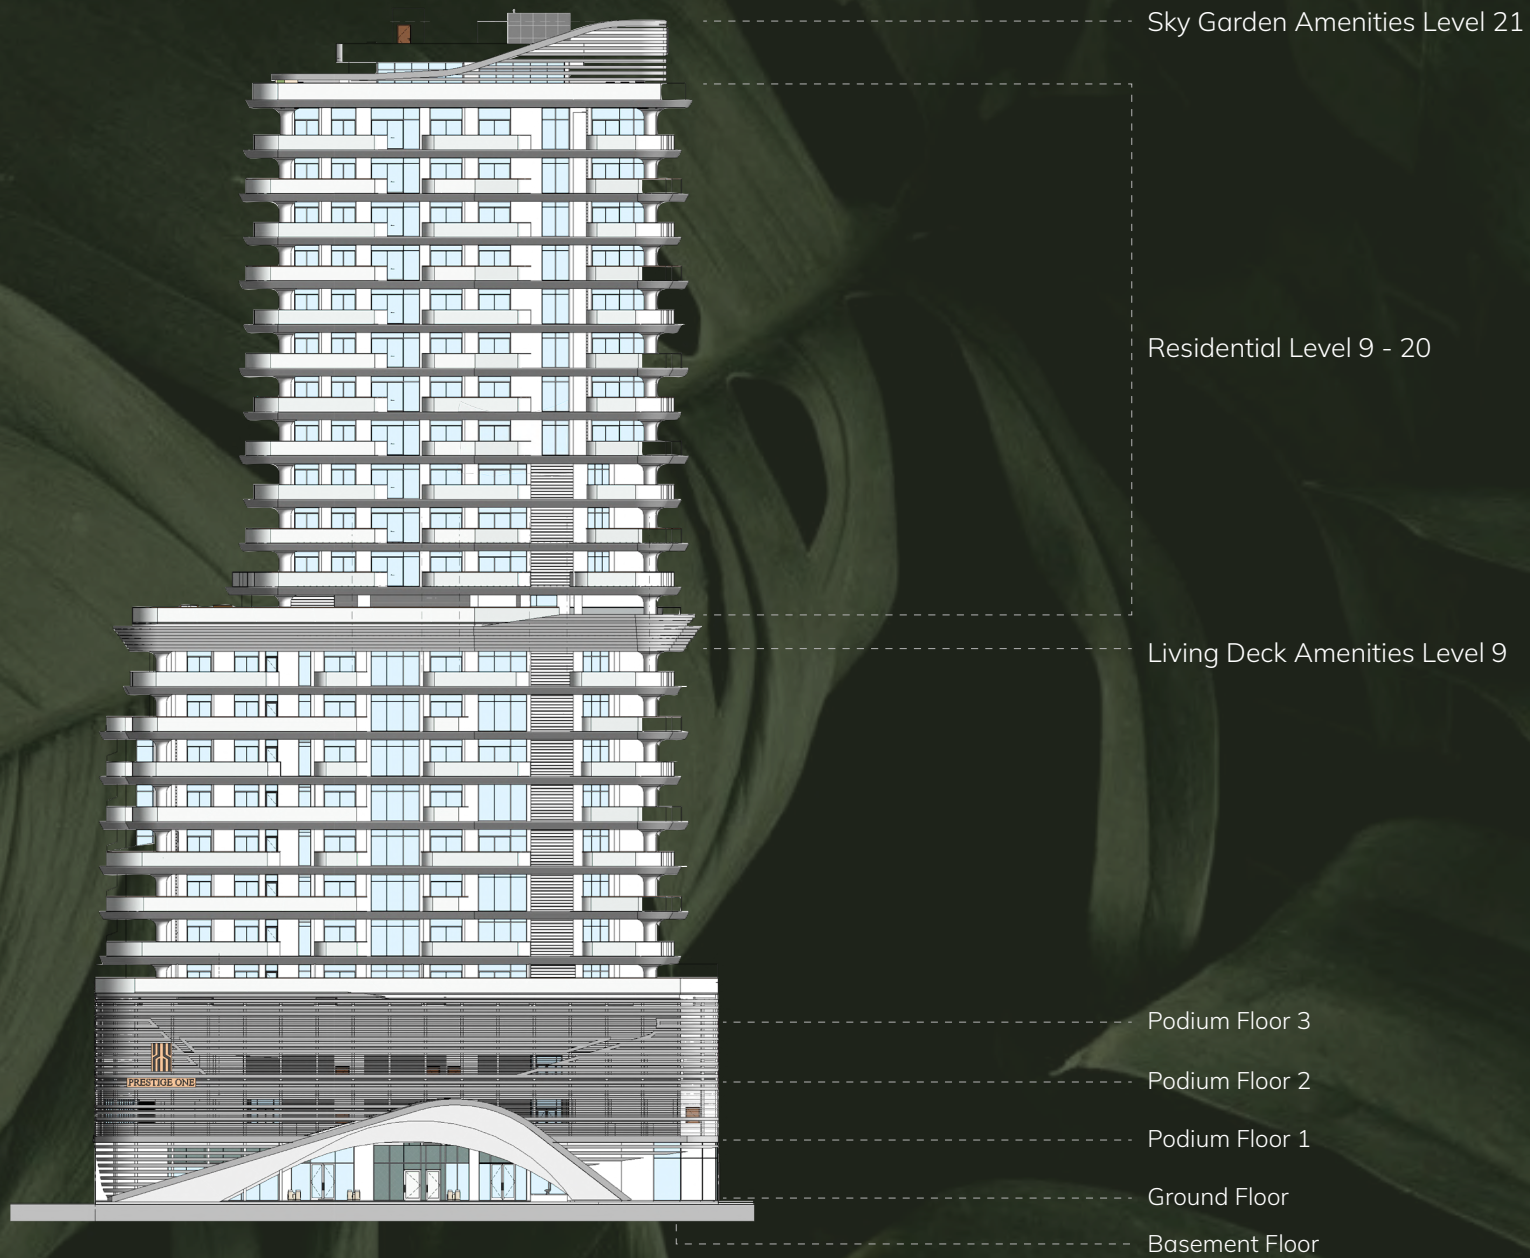 Sky Garden Amenities Level 21
Residential Level 9 - 20
Living Deck Amenities Level 9
Podium Floor 3
PRESTIGE ONE
Podium Floor 2
Podium Floor 1
Ground Floor
Basement Floor